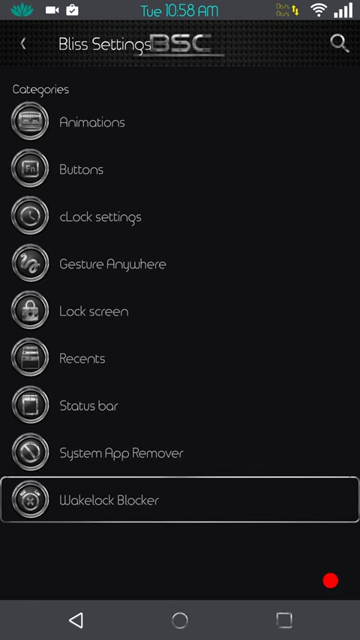 Tue 10:58 AM
Bliss Settings BSC
Categories
Animations
Fn
Buttons
cLock settings
Gesture Anywhere
Lock screen
Recents
Status bar
System App Remover
Wakelock Blocker